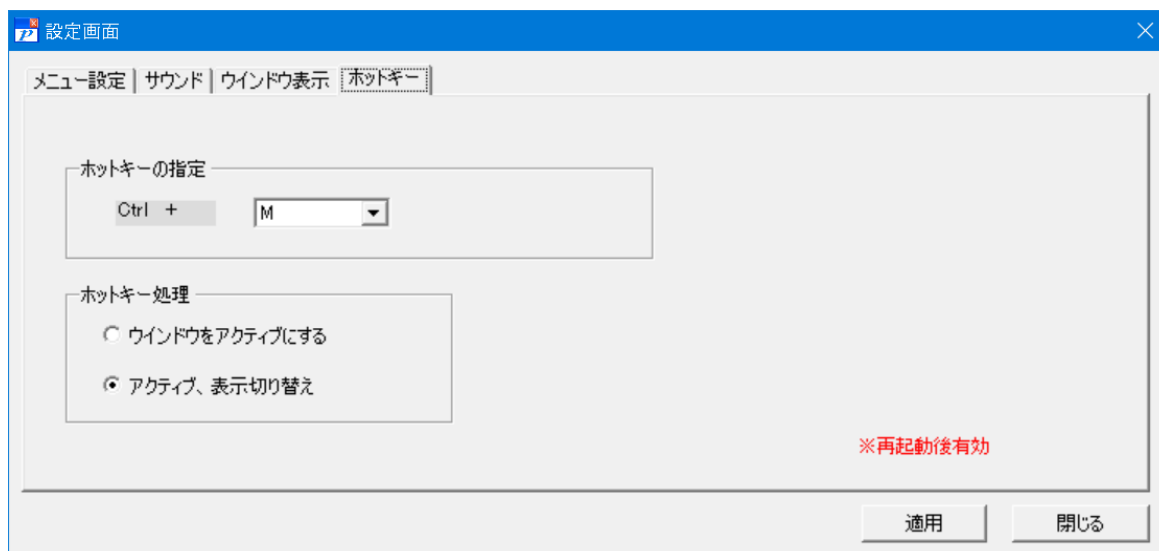 設定画面
メニュー設定 サウンド ウインドウ表示 ホットキー
ホットキーの指定
Ctrl + M
ホットキー処理
ウインドウをアクティブにする
アクティブ、表示切り替え
※再起動後有効
適用 閉じる